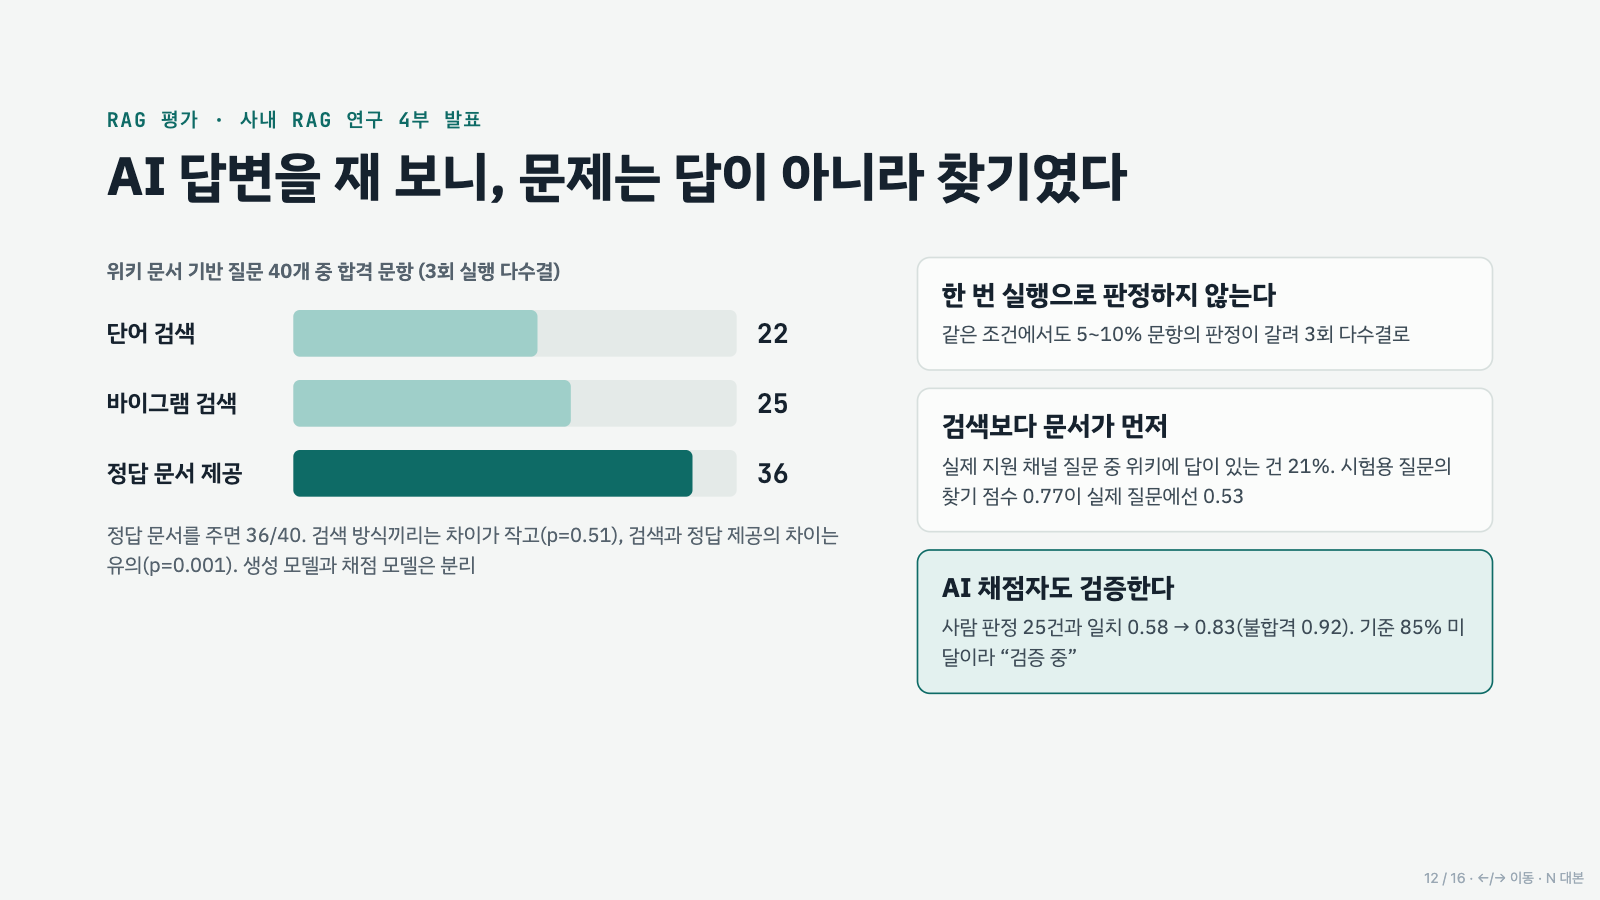 RAG 평가 · 사내 RAG 연구 4부 발표
AI 답변을 재 보니, 문제는 답이 아니라 찾기였다
위키 문서 기반 질문 40개 중 합격 문항 (3회 실행 다수결)
단어 검색 22
바이그램 검색 25
정답 문서 제공 36
정답 문서를 주면 36/40. 검색 방식끼리는 차이가 작고(p=0.51), 검색과 정답 제공의 차이는
유의(p=0.001). 생성 모델과 채점 모델은 분리
한 번 실행으로 판정하지 않는다
같은 조건에서도 5~10% 문항의 판정이 갈려 3회 다수결로
검색보다 문서가 먼저
실제 지원 채널 질문 중 위키에 답이 있는 건 21%. 시험용 질문의
찾기 점수 0.77이 실제 질문에선 0.53
AI 채점자도 검증한다
사람 판정 25건과 일치 0.58 → 0.83(불합격 0.92). 기준 85% 미
달이라 “검증 중”
12 / 16 · ←/→ 이동 · N 대본